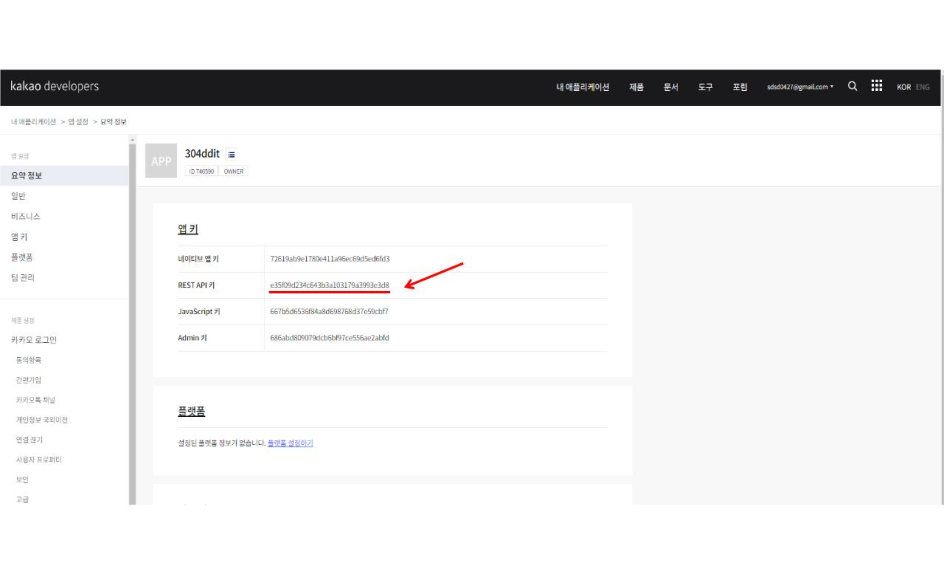 kakao developers
내 애플리케이션 제품 문서 도구 포럼 sdsd0427@gmail.com KOR ENG
내 애플리케이션 > 앱 설정 > 요약 정보
앱 설정
요약 정보
일반
비즈니스
앱 키
플랫폼
팀 관리
제품 설정
카카오 로그인
동의항목
간편가입
카카오톡 채널
개인정보 국외이전
연결 끊기
사용자 프로퍼티
보안
고급
APP
304ddit
ID 746590 OWNER
앱 키
네이티브 앱 키 72619ab9e1780e411a96ec69d5ed6fd3
REST API 키 e35f09d234c643b3a103179a3993e3d8
JavaScript 키 667b5d6536f84a8d698768d37e59cbf7
Admin 키 686abd809079dcb6bf97ce556ae2abfd
플랫폼
설정된 플랫폼 정보가 없습니다. 플랫폼 설정하기